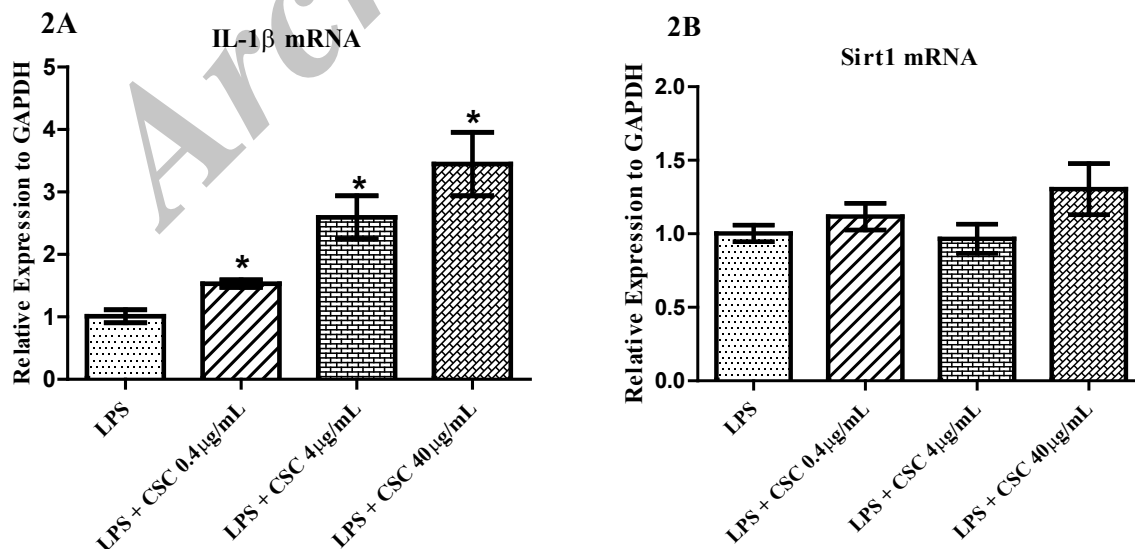 2A
IL-1β mRNA
Relative Expression to GAPDH
5
4
3
2
1
0
*
*
*
LPS
LPS + CSC 0.4µg/mL
LPS + CSC 4µg/mL
LPS + CSC 40µg/mL
2B
Sirt1 mRNA
Relative Expression to GAPDH
2.0
1.5
1.0
0.5
0.0
LPS
LPS + CSC 0.4µg/mL
LPS + CSC 4µg/mL
LPS + CSC 40µg/mL